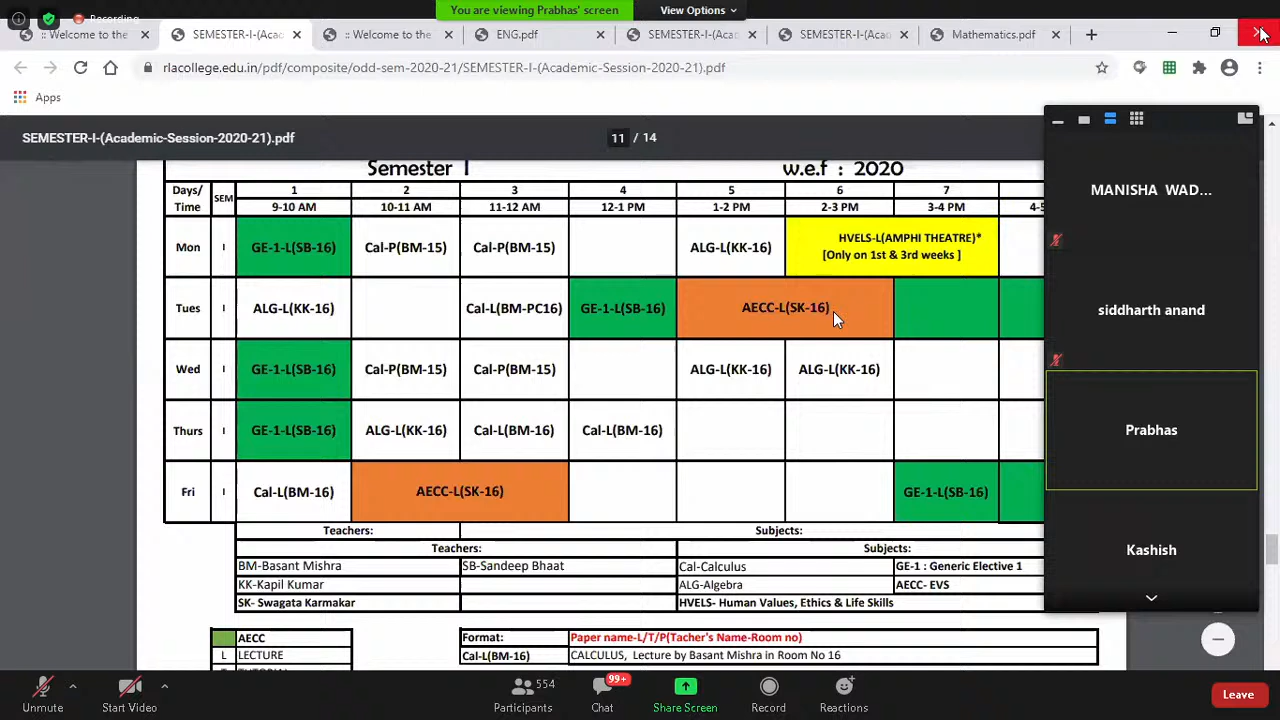 Recording
You are viewing Prabhas' screen
View Options
:: Welcome to the
SEMESTER-I-(Acad
:: Welcome to the
ENG.pdf
SEMESTER-I-(Acad
SEMESTER-I-(Acad
Mathematics.pdf
rlacollege.edu.in/pdf/composite/odd-sem-2020-21/SEMESTER-I-(Academic-Session-2020-21).pdf
Apps
SEMESTER-I-(Academic-Session-2020-21).pdf
11 / 14
Semester I w.e.f : 2020
Days/ Time SEM 1 2 3 4 5 6 7
9-10 AM 10-11 AM 11-12 AM 12-1 PM 1-2 PM 2-3 PM 3-4 PM 4-5
Mon I GE-1-L(SB-16) Cal-P(BM-15) Cal-P(BM-15) ALG-L(KK-16) HVELS-L(AMPHI THEATRE)*
[Only on 1st & 3rd weeks ]
Tues I ALG-L(KK-16) Cal-L(BM-PC16) GE-1-L(SB-16) AECC-L(SK-16)
Wed I GE-1-L(SB-16) Cal-P(BM-15) Cal-P(BM-15) ALG-L(KK-16) ALG-L(KK-16)
Thurs I GE-1-L(SB-16) ALG-L(KK-16) Cal-L(BM-16) Cal-L(BM-16)
Fri I Cal-L(BM-16) AECC-L(SK-16) GE-1-L(SB-16)
Teachers: Subjects:
Teachers: Subjects:
BM-Basant Mishra SB-Sandeep Bhaat Cal-Calculus GE-1 : Generic Elective 1
KK-Kapil Kumar ALG-Algebra AECC- EVS
SK- Swagata Karmakar HVELS- Human Values, Ethics & Life Skills
AECC Format: Paper name-L/T/P(Tacher's Name-Room no)
L LECTURE Cal-L(BM-16) CALCULUS, Lecture by Basant Mishra in Room No 16
MANISHA WAD...
siddharth anand
Prabhas
Kashish
Unmute
Start Video
554
Participants
99+
Chat
Share Screen
Record
Reactions
Leave